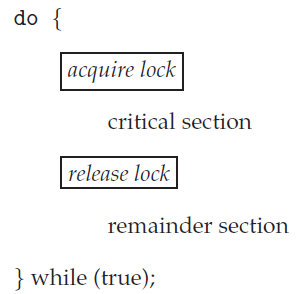 do {
acquire lock
critical section
release lock
remainder section
} while (true);